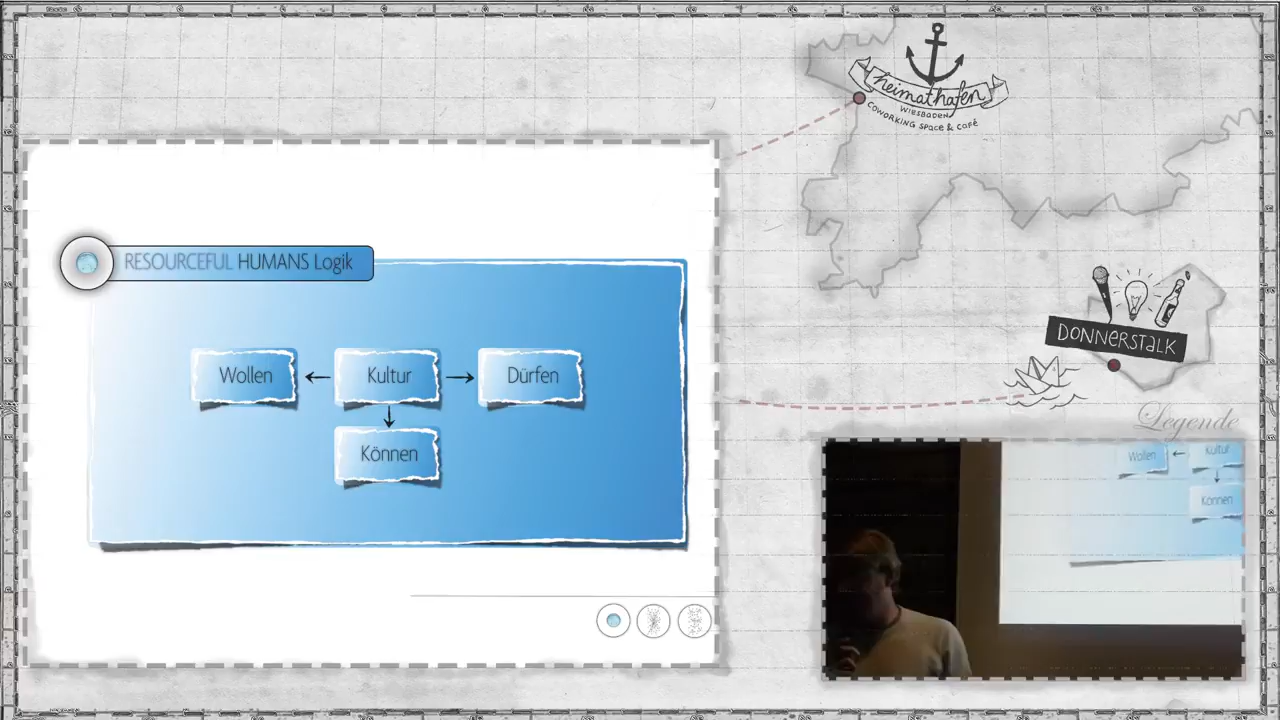 heimathafen
WIESBADEN
COWORKING SPACE & CAFÉ
RESOURCEFUL HUMANS Logik
Wollen
Kultur
Dürfen
Können
DONNERSTALK
Legende
Wollen
Kultur
Können